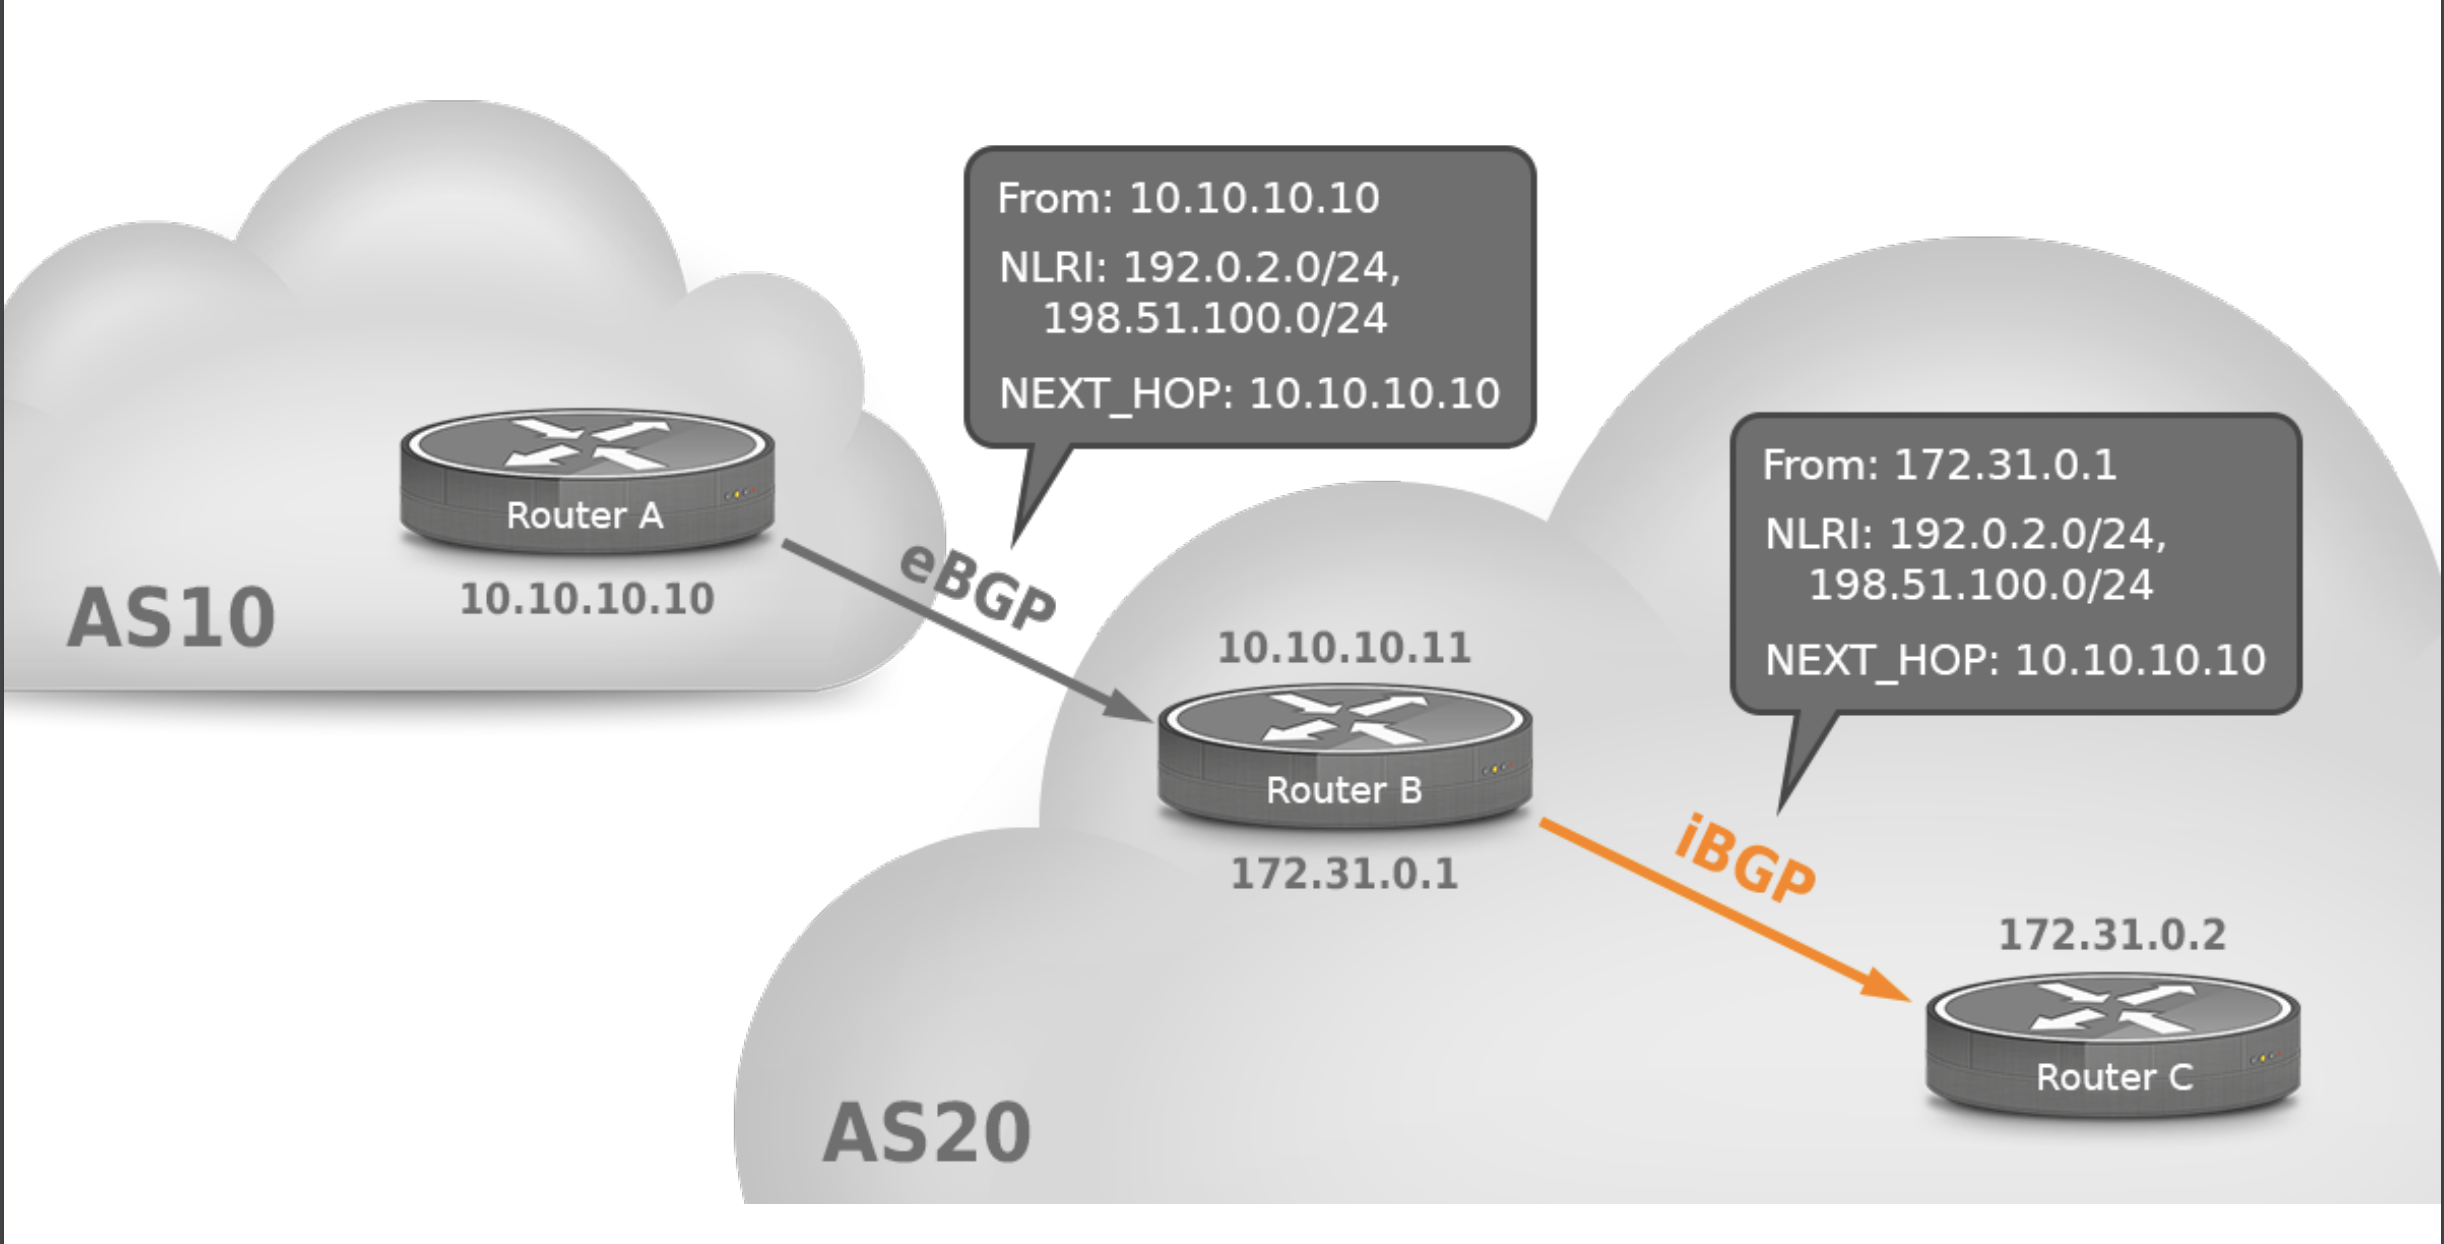 From: 10.10.10.10
NLRI: 192.0.2.0/24,
198.51.100.0/24
NEXT_HOP: 10.10.10.10
Router A
10.10.10.10
AS10
eBGP
10.10.10.11
Router B
172.31.0.1
From: 172.31.0.1
NLRI: 192.0.2.0/24,
198.51.100.0/24
NEXT_HOP: 10.10.10.10
iBGP
172.31.0.2
Router C
AS20